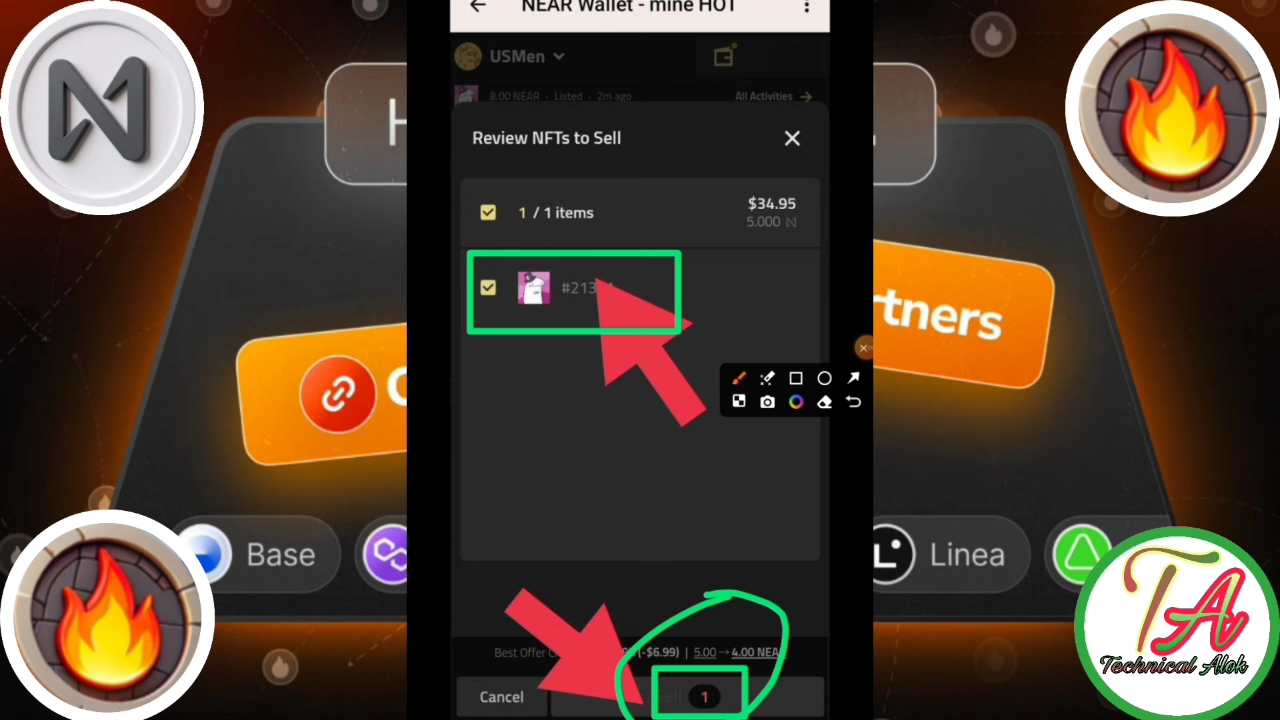 NEAR Wallet - mine HOT
USMen
8.00 NEAR · Listed · 2m ago
All Activities →
Review NFTs to Sell
1 / 1 items
$34.95
5.000
#213
rtners
Base
Linea
Best Offer
(-$6.99) | 5.00 → 4.00 NEA
Cancel
1
TA
Technical Alok